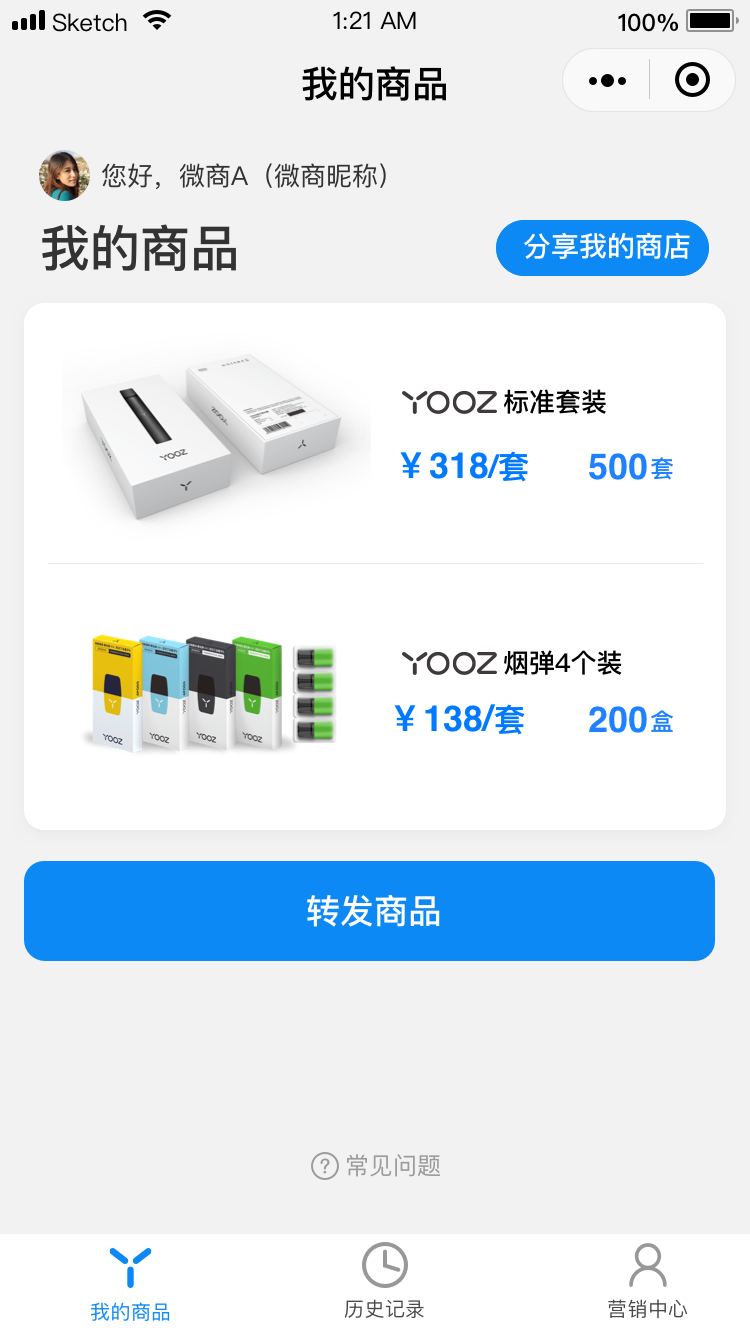 Sketch 1:21 AM 100%
我的商品
您好，微商A（微商昵称）
我的商品
分享我的商店
YOOZ
YOOZ 标准套装
￥318/套 500套
YOOZ YOOZ YOOZ YOOZ
YOOZ 烟弹4个装
￥138/套 200盒
转发商品
? 常见问题
我的商品 历史记录 营销中心